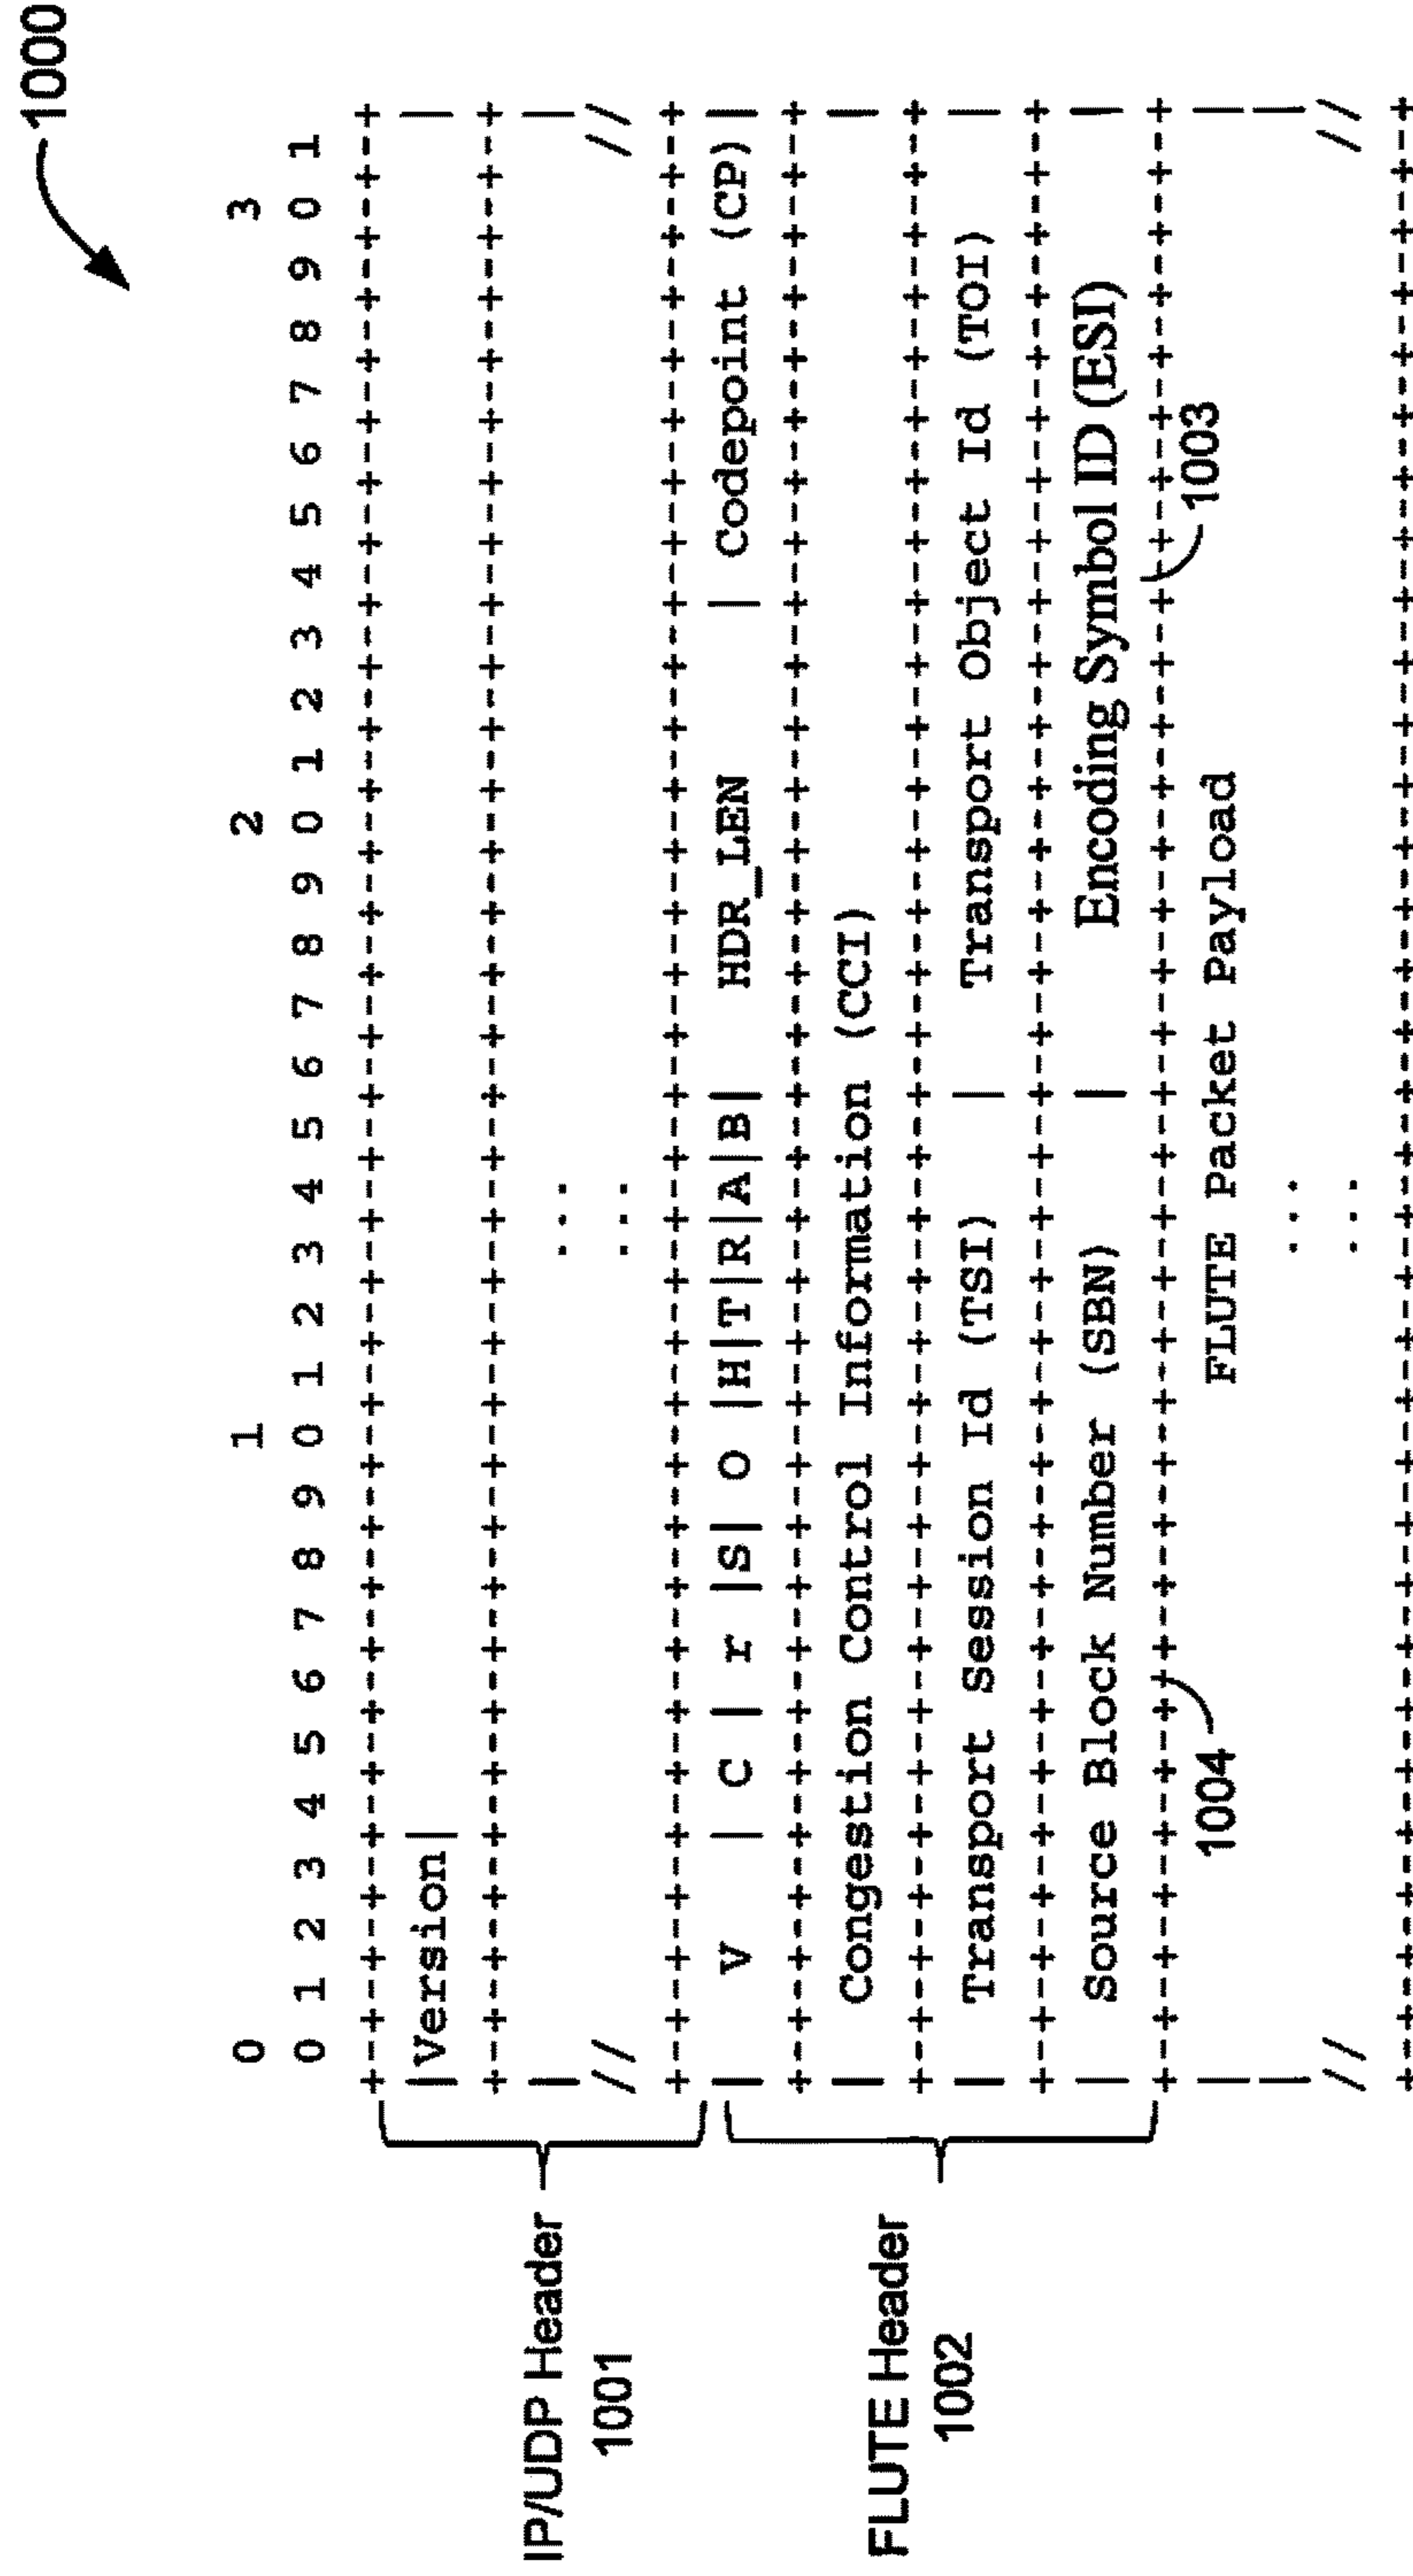 1000
0                   1                   2                   3
0 1 2 3 4 5 6 7 8 9 0 1 2 3 4 5 6 7 8 9 0 1 2 3 4 5 6 7 8 9 0 1
+-+-+-+-+-+-+-+-+-+-+-+-+-+-+-+-+-+-+-+-+-+-+-+-+-+-+-+-+-+-+-+-+
|Version| |
+-+-+-+-+-+-+-+-+-+-+-+-+-+-+-+-+-+-+-+-+-+-+-+-+-+-+-+-+-+-+-+-+
| ... |
// ... //
IP/UDP Header
1001
+-+-+-+-+-+-+-+-+-+-+-+-+-+-+-+-+-+-+-+-+-+-+-+-+-+-+-+-+-+-+-+-+
| V | C | r |S| O |H|T|R|A|B| HDR_LEN | Codepoint (CP)|
+-+-+-+-+-+-+-+-+-+-+-+-+-+-+-+-+-+-+-+-+-+-+-+-+-+-+-+-+-+-+-+-+
| Congestion Control Information (CCI) |
+-+-+-+-+-+-+-+-+-+-+-+-+-+-+-+-+-+-+-+-+-+-+-+-+-+-+-+-+-+-+-+-+
| Transport Session Id (TSI) | Transport Object Id (TOI) |
+-+-+-+-+-+-+-+-+-+-+-+-+-+-+-+-+-+-+-+-+-+-+-+-+-+-+-+-+-+-+-+-+
| Source Block Number (SBN) | Encoding Symbol ID (ESI) |
+-+-+-+-+-+-+-+-+-+-+-+-+-+-+-+-+-+-+-+-+-+-+-+-+-+-+-+-+-+-+-+-+
FLUTE Header
1002
1004 1003
| FLUTE Packet Payload |
| ... |
// ... //
+-+-+-+-+-+-+-+-+-+-+-+-+-+-+-+-+-+-+-+-+-+-+-+-+-+-+-+-+-+-+-+-+